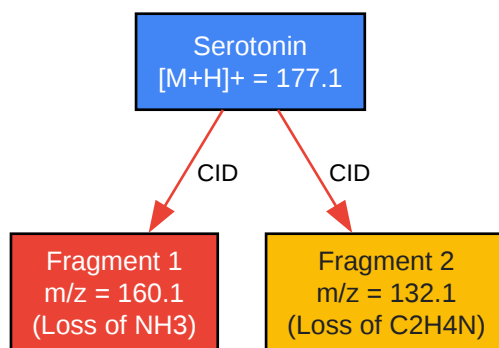 Serotonin
[M+H]+ = 177.1
CID
CID
Fragment 1
m/z = 160.1
(Loss of NH3)
Fragment 2
m/z = 132.1
(Loss of C2H4N)